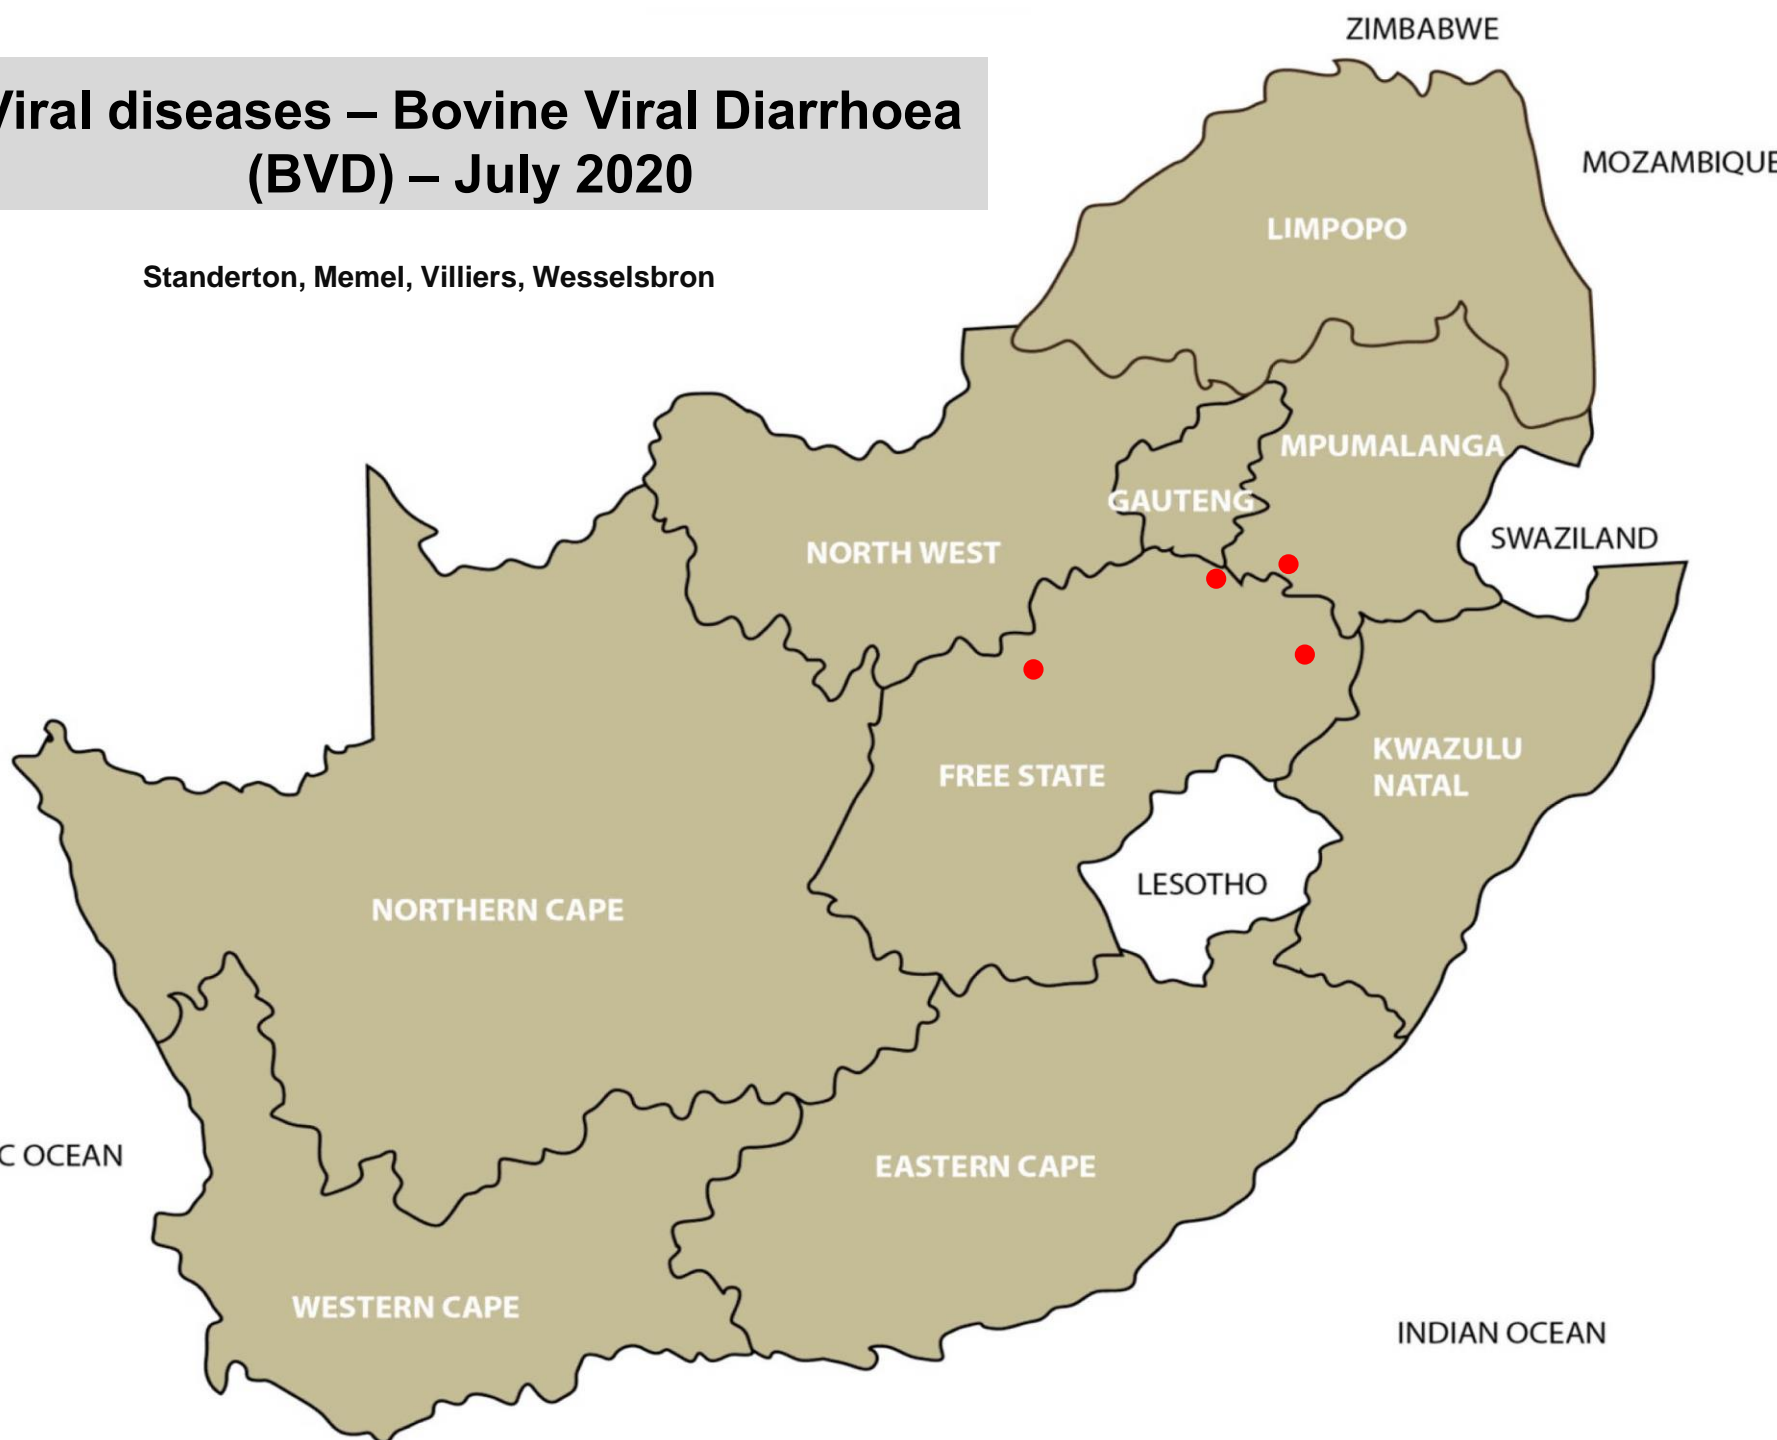 Viral diseases – Bovine Viral Diarrhoea
(BVD) – July 2020
Standerton, Memel, Villiers, Wesselsbron
ZIMBABWE
MOZAMBIQUE
LIMPOPO
MPUMALANGA
GAUTENG
SWAZILAND
NORTH WEST
KWAZULU
NATAL
FREE STATE
LESOTHO
NORTHERN CAPE
C OCEAN
EASTERN CAPE
WESTERN CAPE
INDIAN OCEAN